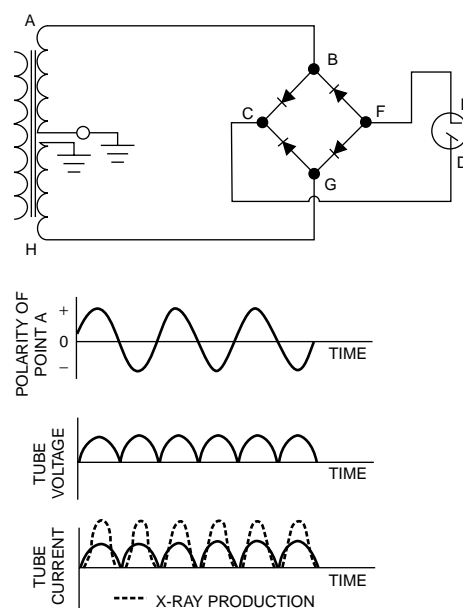 A
B
C
F
E
D
G
H
POLARITY OF
POINT A
+
0
−
TIME
TUBE
VOLTAGE
TIME
TUBE
CURRENT
TIME
X-RAY PRODUCTION